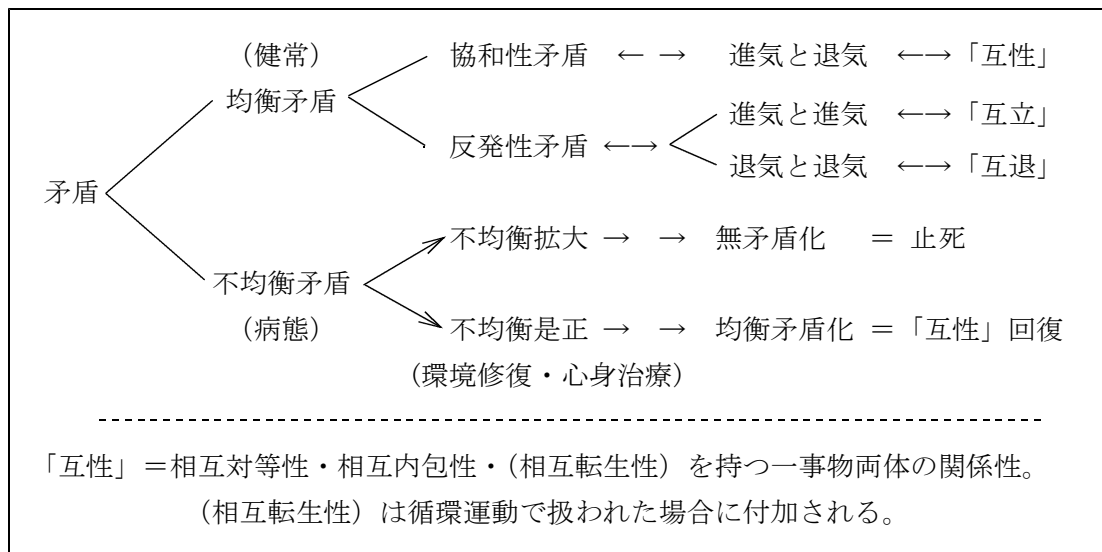 (健常) 協和性矛盾 ← → 進気と退気 ←→「互性」
均衡矛盾 進気と進気 ←→「互立」
反発性矛盾 ←→ 退気と退気 ←→「互退」
矛盾
不均衡拡大 → → 無矛盾化 = 止死
不均衡矛盾
(病態) 不均衡是正 → → 均衡矛盾化 =「互性」回復
(環境修復・心身治療)
「互性」=相互対等性・相互内包性・(相互転生性)を持つ一事物両体の関係性。
(相互転生性)は循環運動で扱われた場合に付加される。